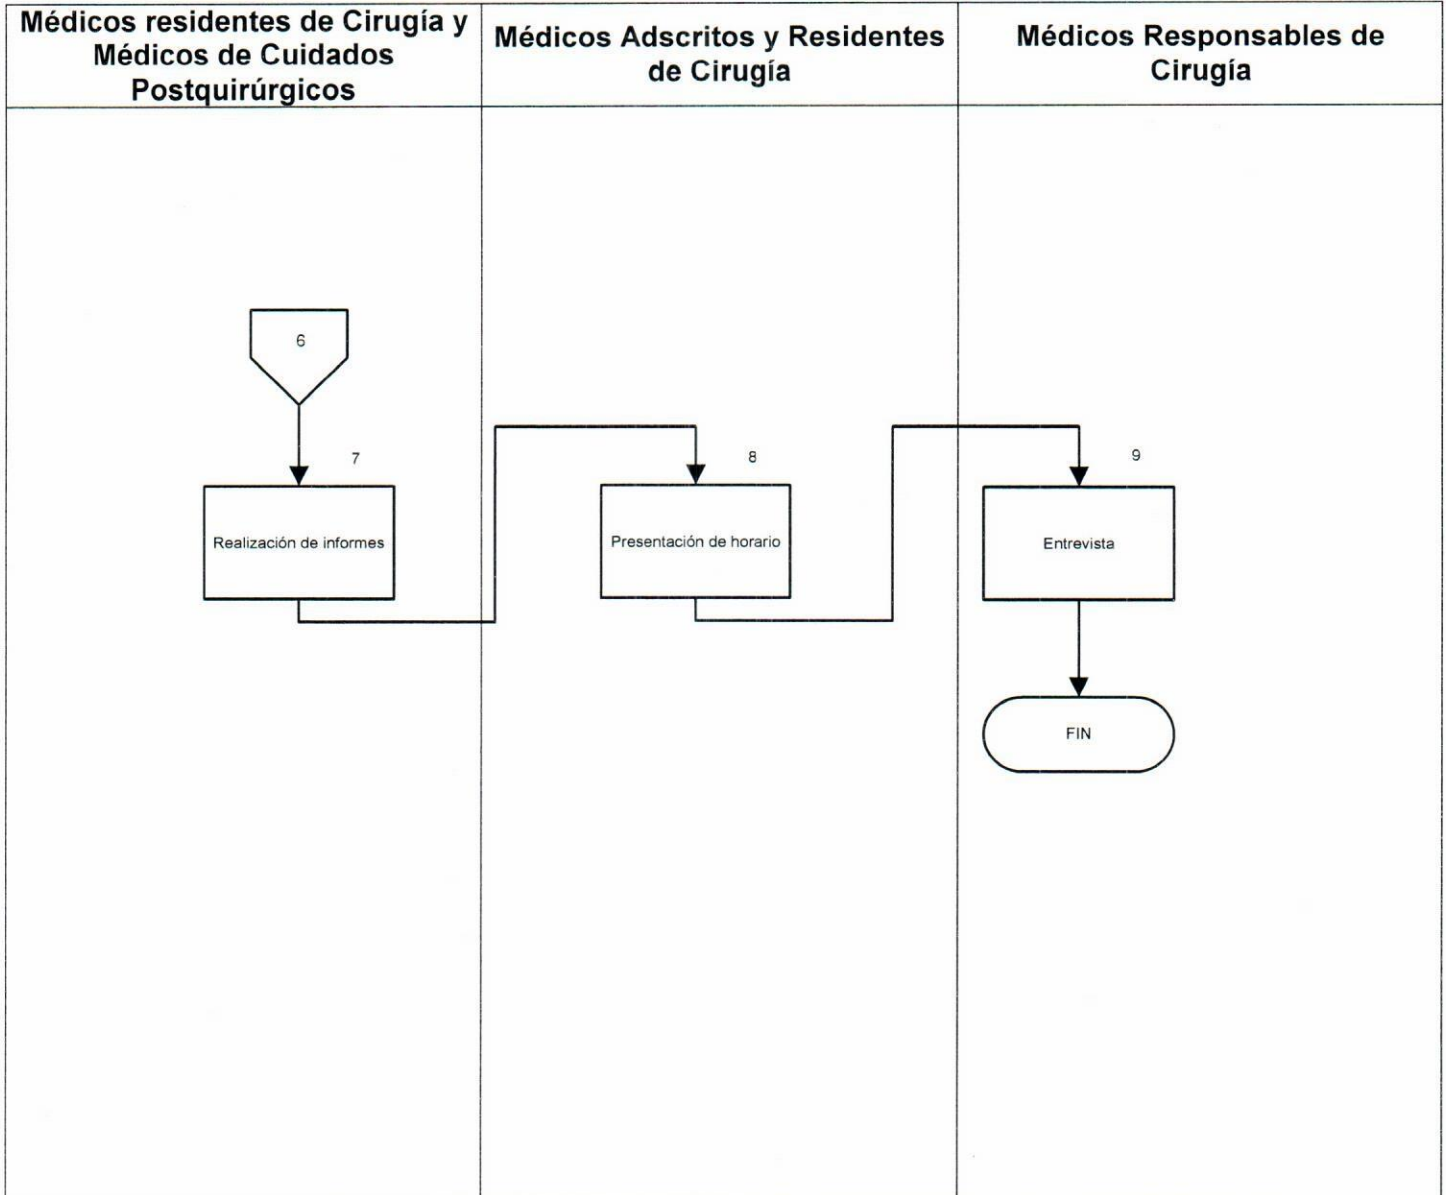 Médicos residentes de Cirugía y
Médicos de Cuidados
Postquirúrgicos
Médicos Adscritos y Residentes
de Cirugía
Médicos Responsables de
Cirugía
6
7
8
9
Realización de informes
Presentación de horario
Entrevista
FIN